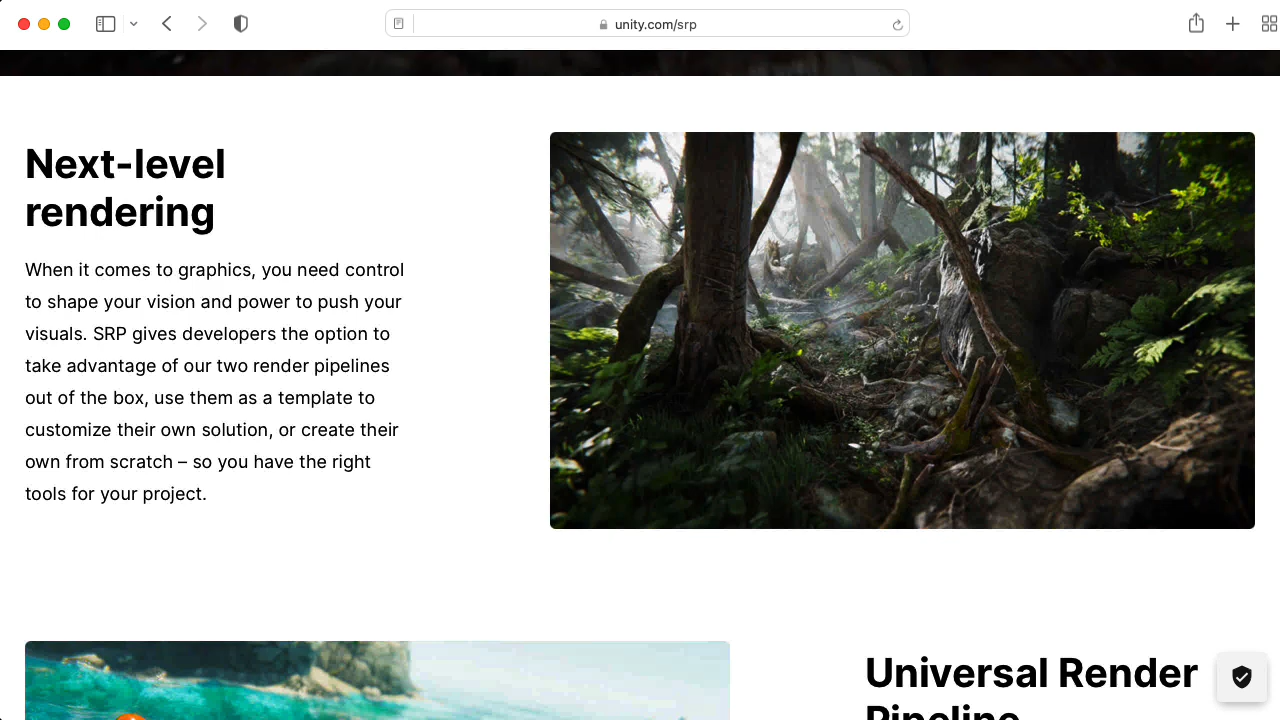 unity.com/srp
Next-level
rendering
When it comes to graphics, you need control
to shape your vision and power to push your
visuals. SRP gives developers the option to
take advantage of our two render pipelines
out of the box, use them as a template to
customize their own solution, or create their
own from scratch – so you have the right
tools for your project.
Universal Render
Pipeline